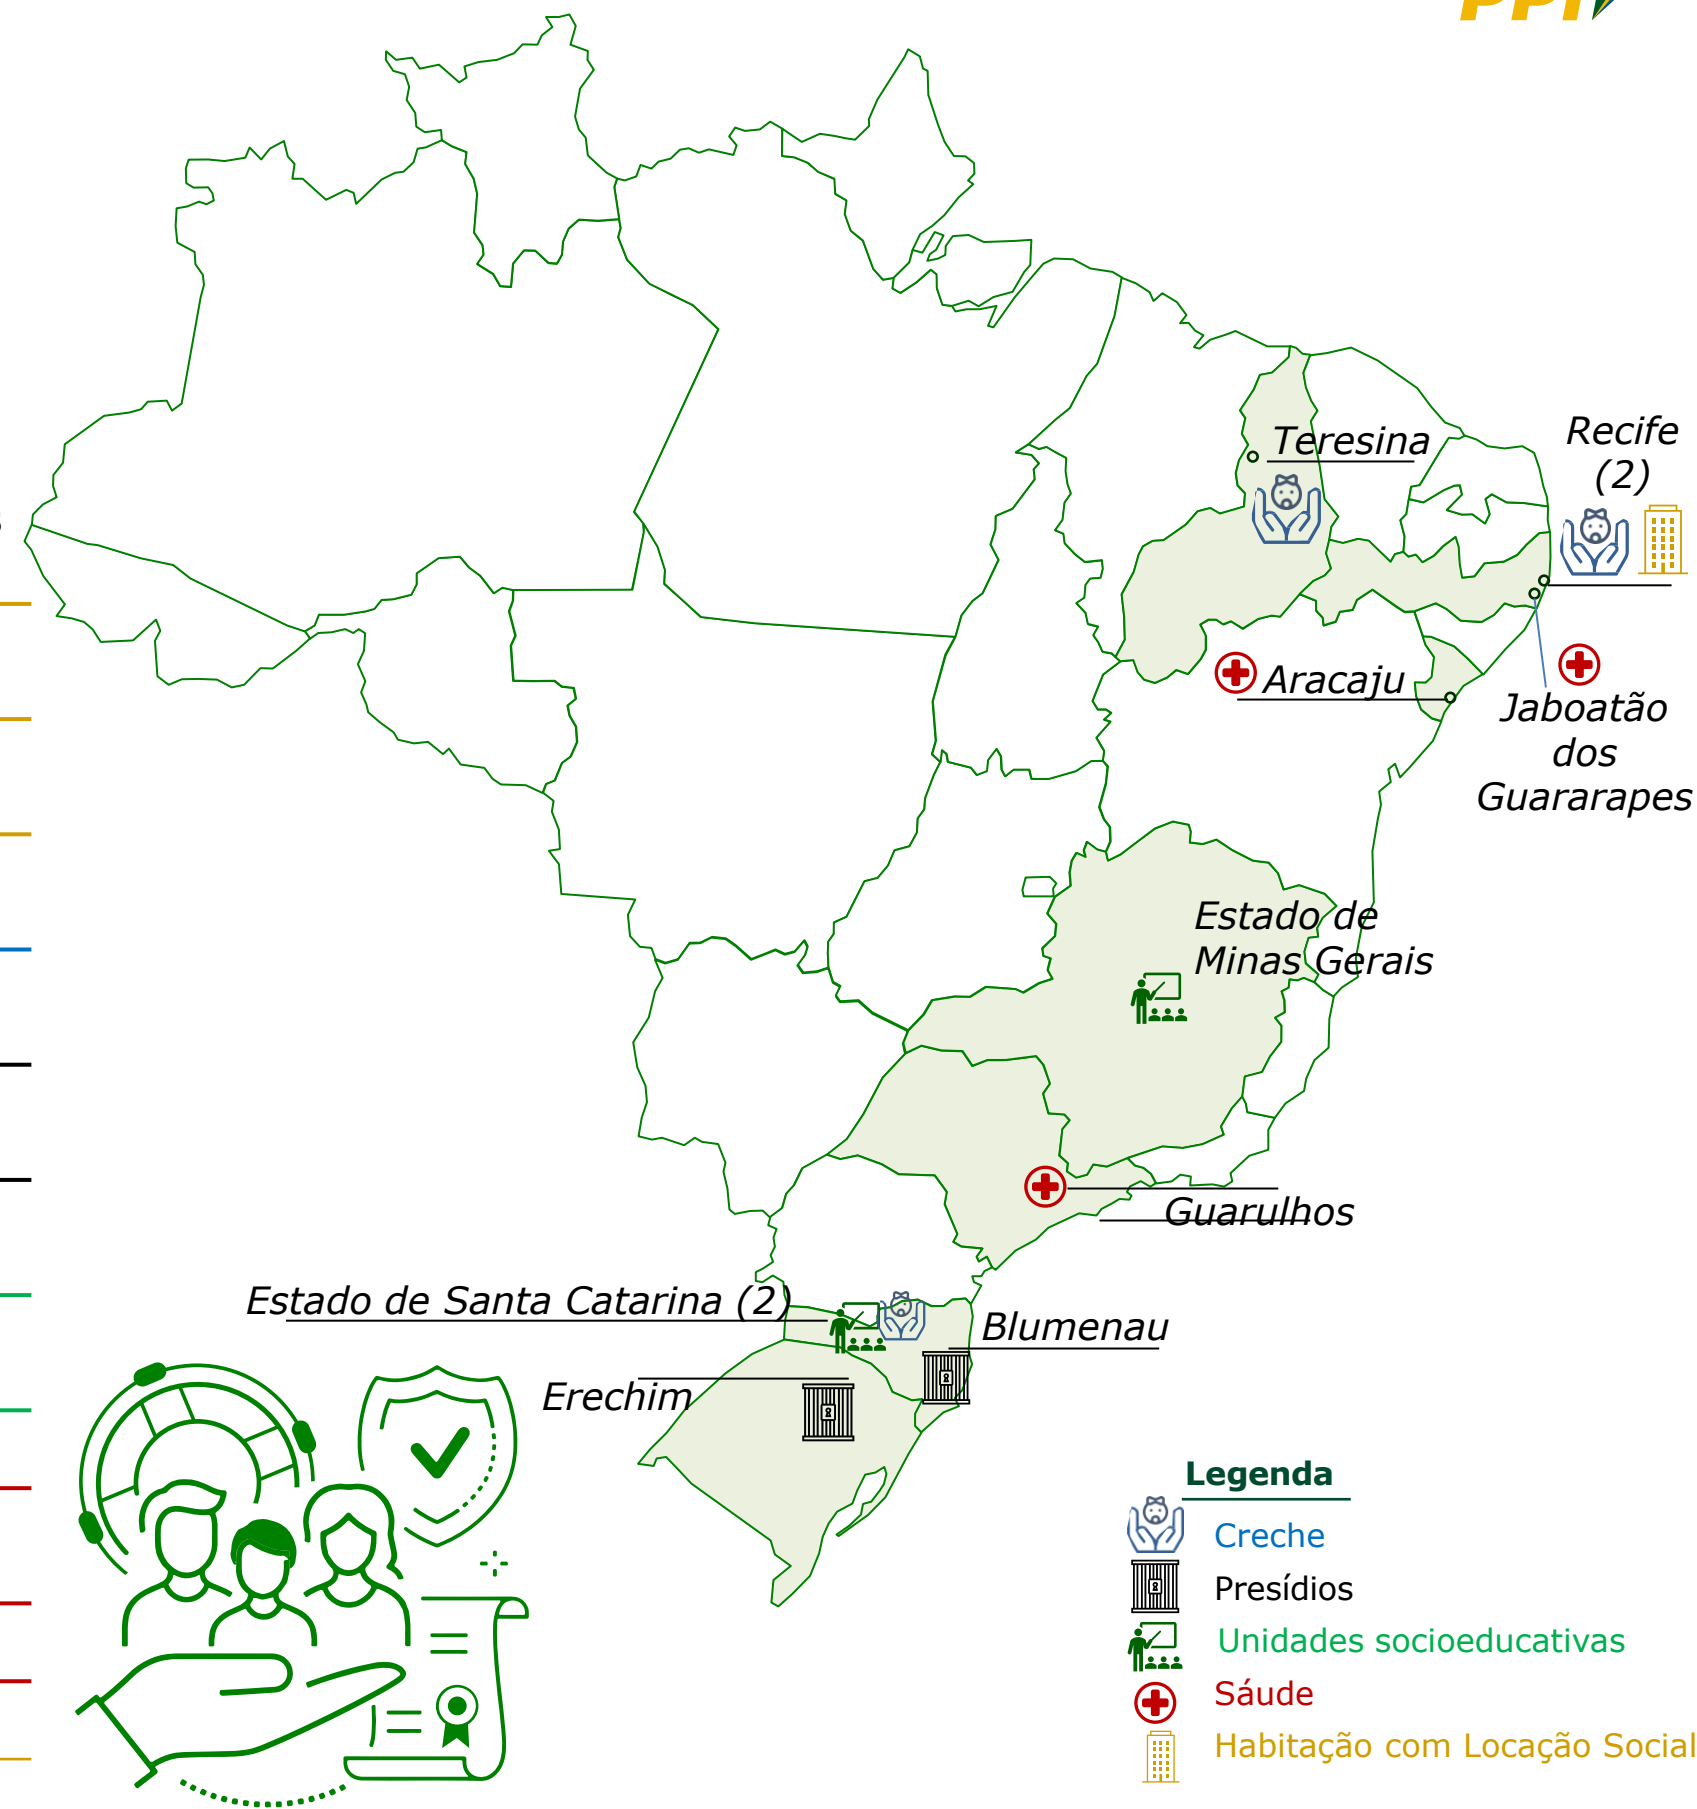 PPI
Teresina
Recife
(2)
Aracaju
Jaboatão
dos
Guararapes
Estado de
Minas Gerais
Guarulhos
Estado de Santa Catarina (2)
Blumenau
Erechim
Legenda
Creche
Presídios
Unidades socioeducativas
Sáude
Habitação com Locação Social